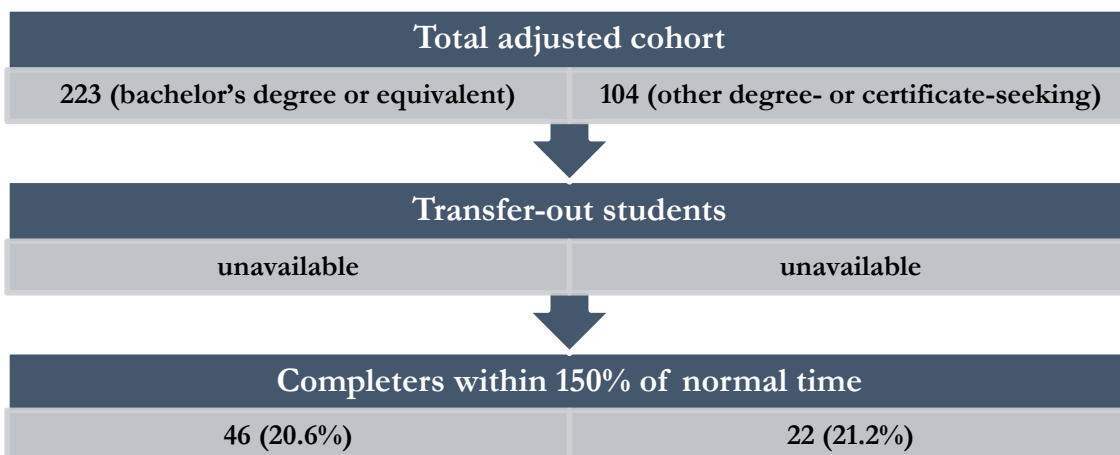 Total adjusted cohort
223 (bachelor's degree or equivalent) 104 (other degree- or certificate-seeking)
Transfer-out students
unavailable unavailable
Completers within 150% of normal time
46 (20.6%) 22 (21.2%)